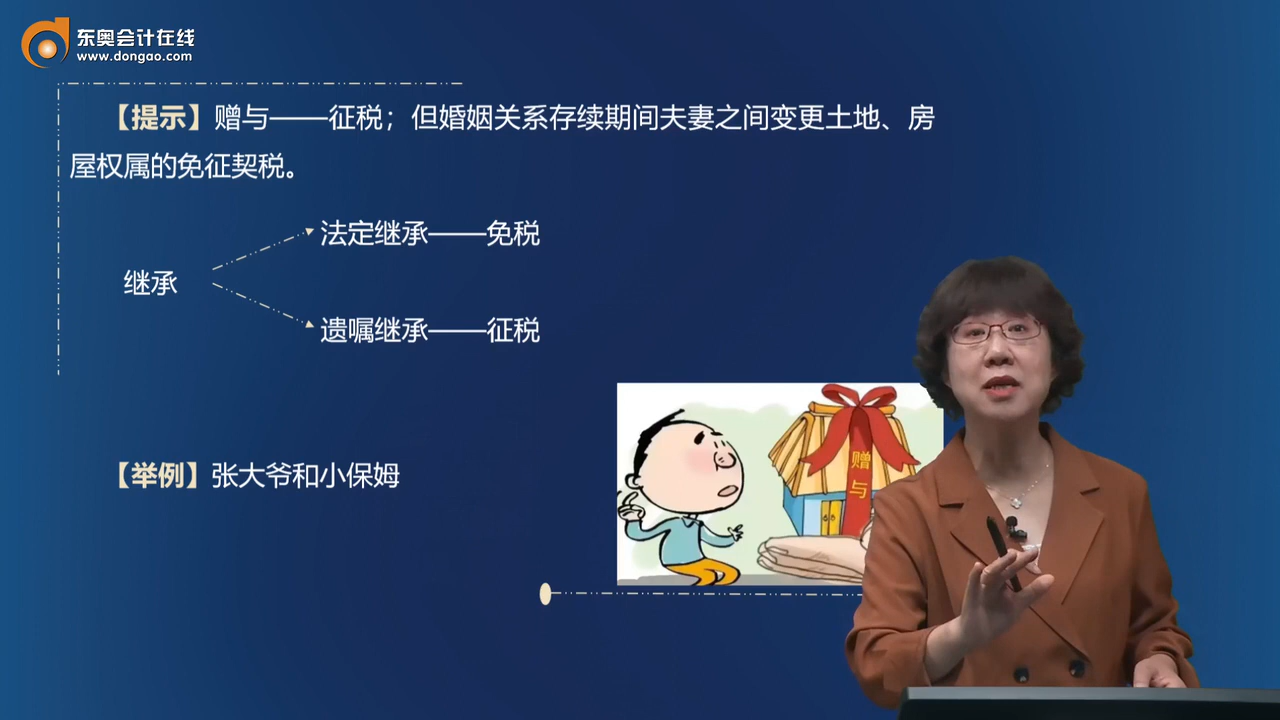 东奥会计在线
www.dongao.com
【提示】赠与——征税；但婚姻关系存续期间夫妻之间变更土地、房
屋权属的免征契税。
法定继承——免税
继承
遗嘱继承——征税
赠
与
【举例】张大爷和小保姆